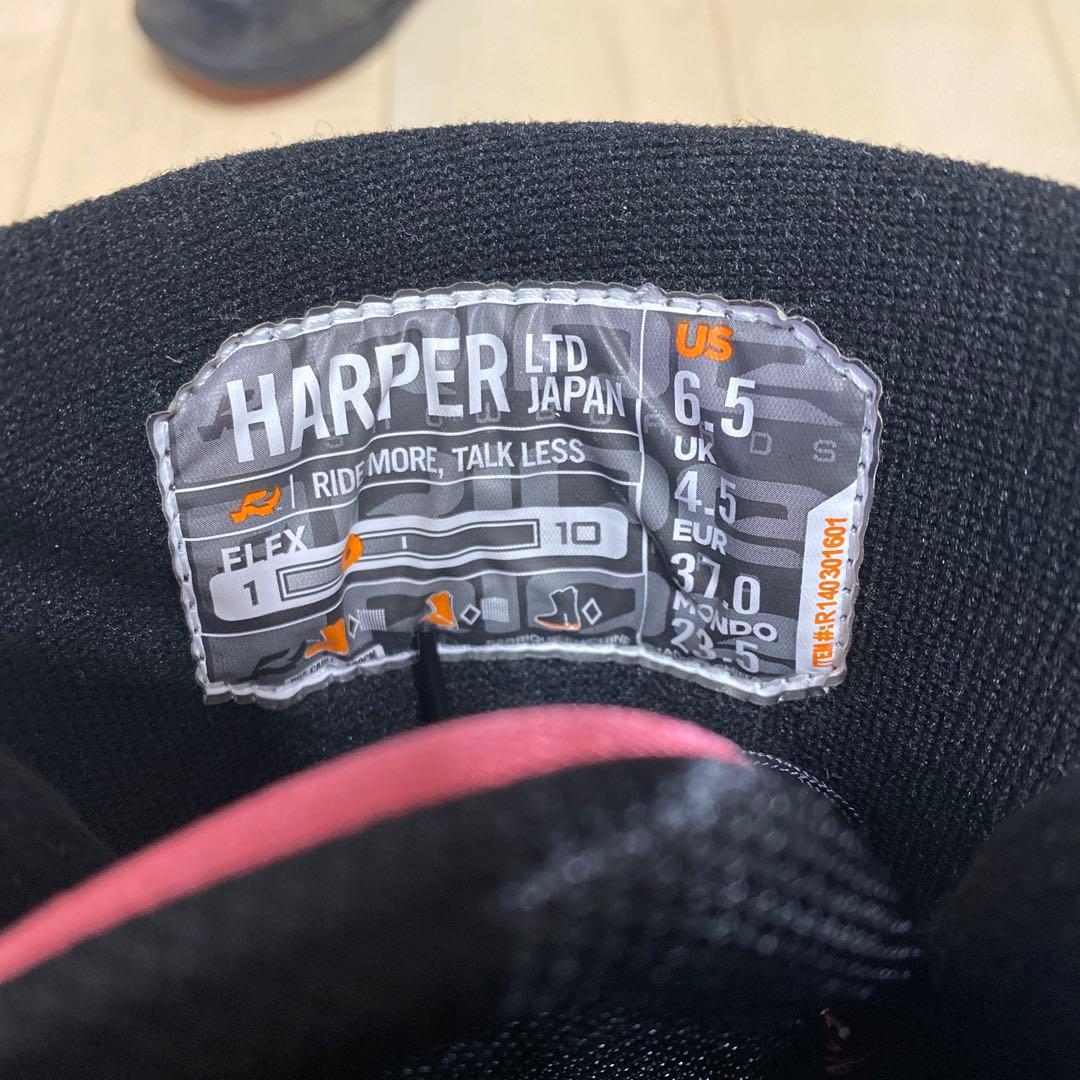 HARPER LTD JAPAN
RIDE MORE, TALK LESS
FLEX
1 10
US
6.5
UK
4.5
EUR
37.0
MONDO
23.5
ITEM#:R140301601